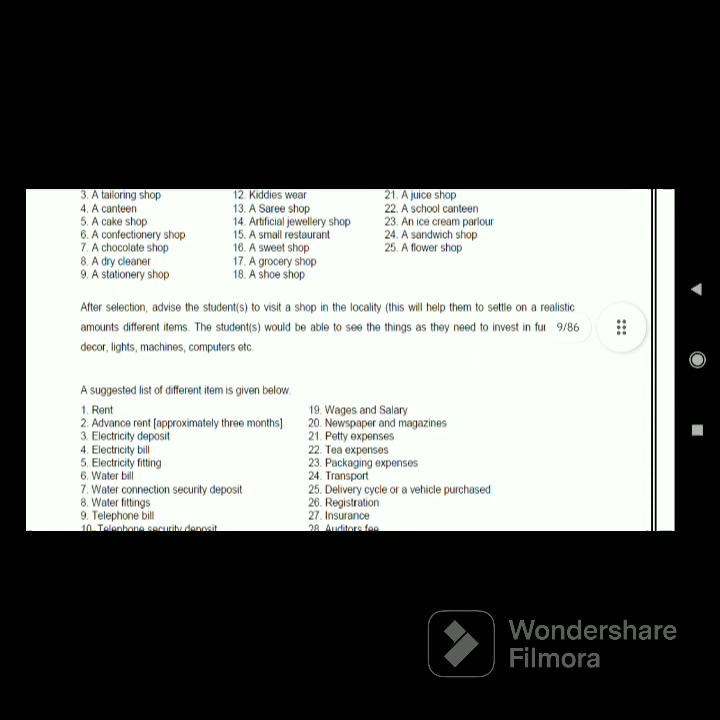 3. A tailoring shop 12. Kiddies wear 21. A juice shop
4. A canteen 13. A Saree shop 22. A school canteen
5. A cake shop 14. Artificial jewellery shop 23. An ice cream parlour
6. A confectionery shop 15. A small restaurant 24. A sandwich shop
7. A chocolate shop 16. A sweet shop 25. A flower shop
8. A dry cleaner 17. A grocery shop
9. A stationery shop 18. A shoe shop
After selection, advise the student(s) to visit a shop in the locality (this will help them to settle on a realistic
amounts different items. The student(s) would be able to see the things as they need to invest in fur 9/86
decor, lights, machines, computers etc.
A suggested list of different item is given below.
1. Rent 19. Wages and Salary
2. Advance rent [approximately three months] 20. Newspaper and magazines
3. Electricity deposit 21. Petty expenses
4. Electricity bill 22. Tea expenses
5. Electricity fitting 23. Packaging expenses
6. Water bill 24. Transport
7. Water connection security deposit 25. Delivery cycle or a vehicle purchased
8. Water fittings 26. Registration
9. Telephone bill 27. Insurance
10. Telephone security deposit 28. Auditors fee
Wondershare
Filmora